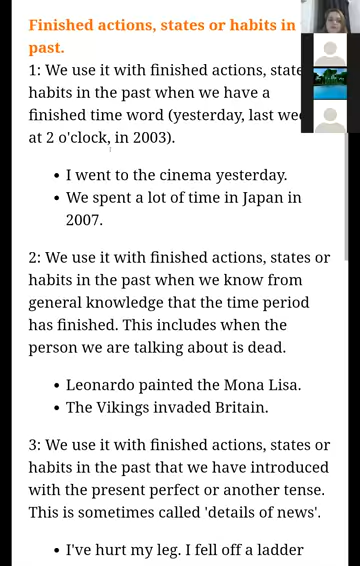 Finished actions, states or habits in
past.
1: We use it with finished actions,
habits in the past when we have a
finished time word (yesterday, last
at 2 o'clock, in 2003).
• I went to the cinema yesterday.
• We spent a lot of time in Japan in
2007.
2: We use it with finished actions, states or
habits in the past when we know from
general knowledge that the time period
has finished. This includes when the
person we are talking about is dead.
• Leonardo painted the Mona Lisa.
• The Vikings invaded Britain.
3: We use it with finished actions, states or
habits in the past that we have introduced
with the present perfect or another tense.
This is sometimes called 'details of news'.
• I've hurt my leg. I fell off a ladder